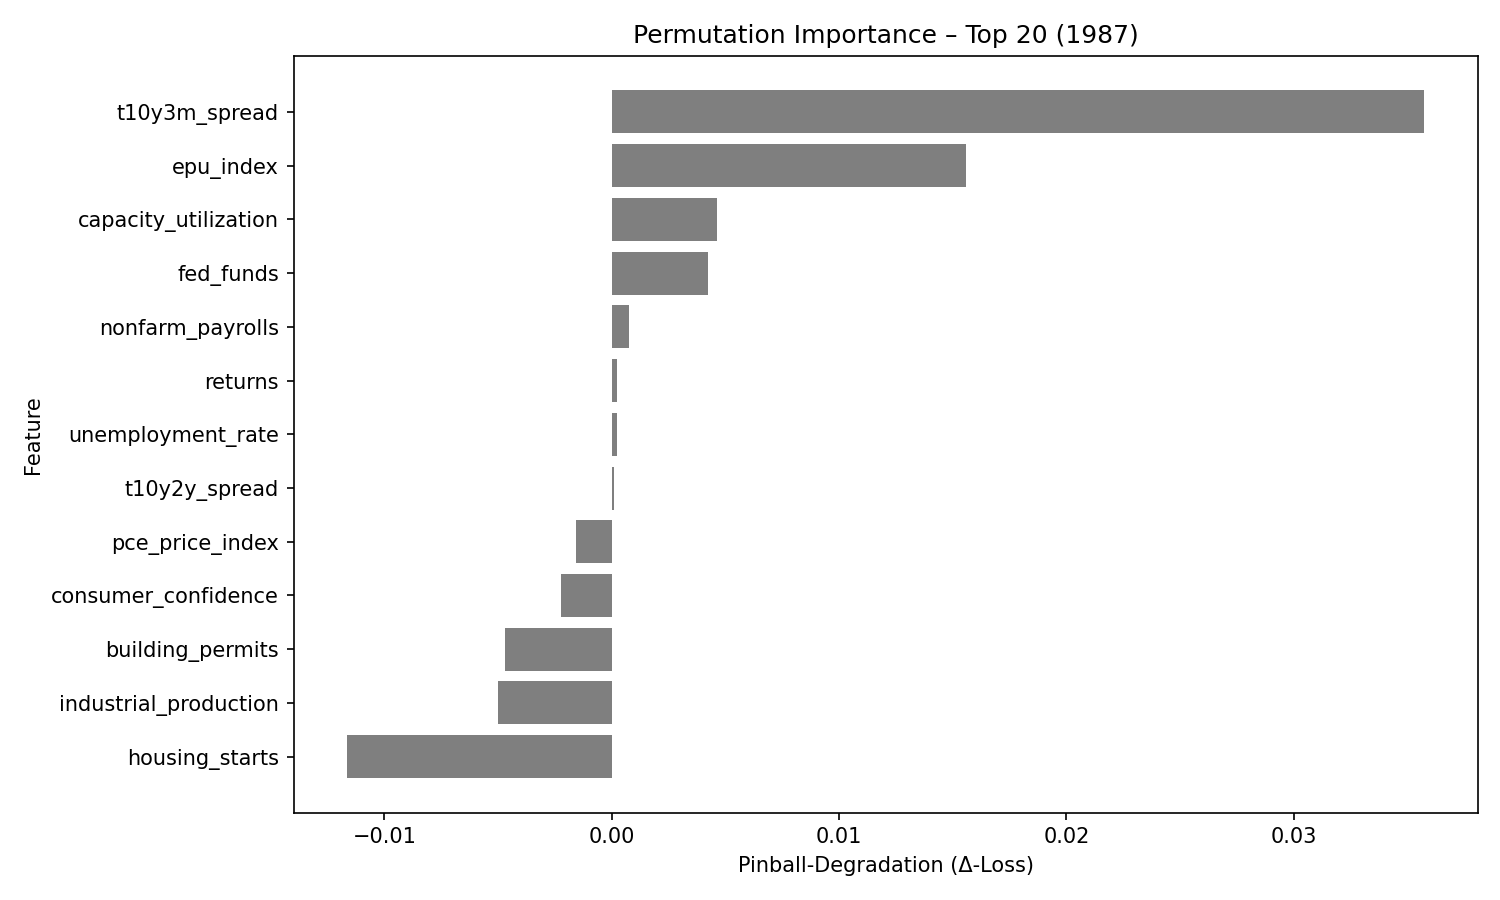 Permutation Importance – Top 20 (1987)
t10y3m_spread
epu_index
capacity_utilization
fed_funds
nonfarm_payrolls
returns
unemployment_rate
t10y2y_spread
pce_price_index
consumer_confidence
building_permits
industrial_production
housing_starts
Feature
−0.01 0.00 0.01 0.02 0.03
Pinball-Degradation (Δ-Loss)